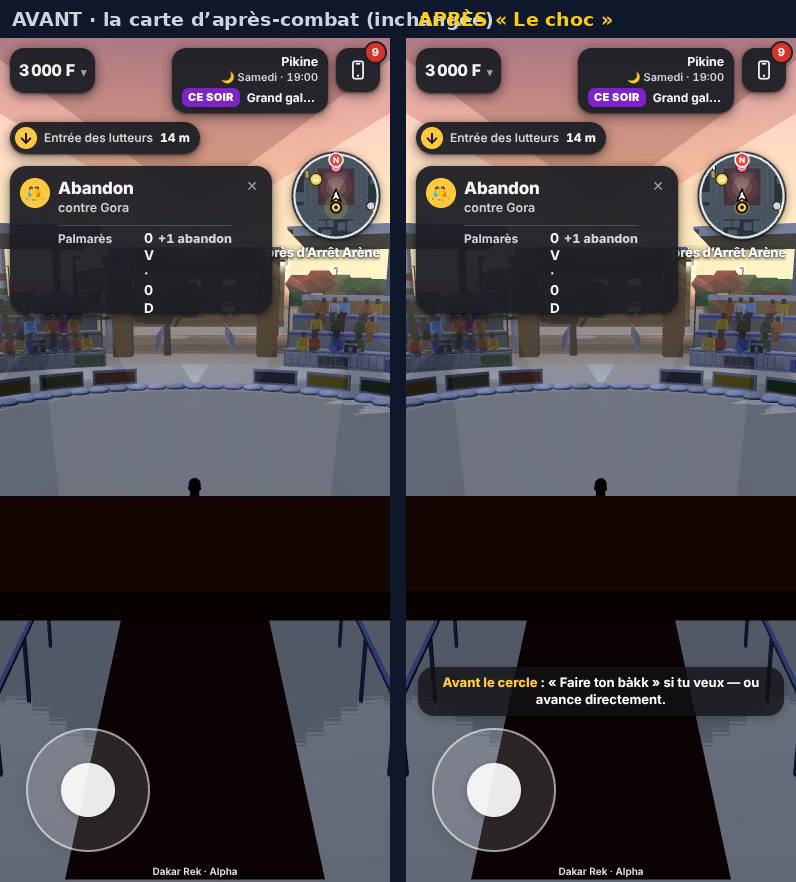 AVANT · la carte d'après-combat (inchangée)
APRÈS « Le choc »
3 000 F ▾
Pikine
🌙 Samedi · 19:00
CE SOIR Grand gal...
9
Entrée des lutteurs 14 m
N
Abandon
contre Gora
×
Palmarès 0 V · 0 D +1 abandon
près d'Arrêt Arène
Dakar Rek · Alpha
3 000 F ▾
Pikine
🌙 Samedi · 19:00
CE SOIR Grand gal...
9
Entrée des lutteurs 14 m
N
Abandon
contre Gora
×
Palmarès 0 V · 0 D +1 abandon
près d'Arrêt Arène
Avant le cercle : « Faire ton bàkk » si tu veux — ou
avance directement.
Dakar Rek · Alpha